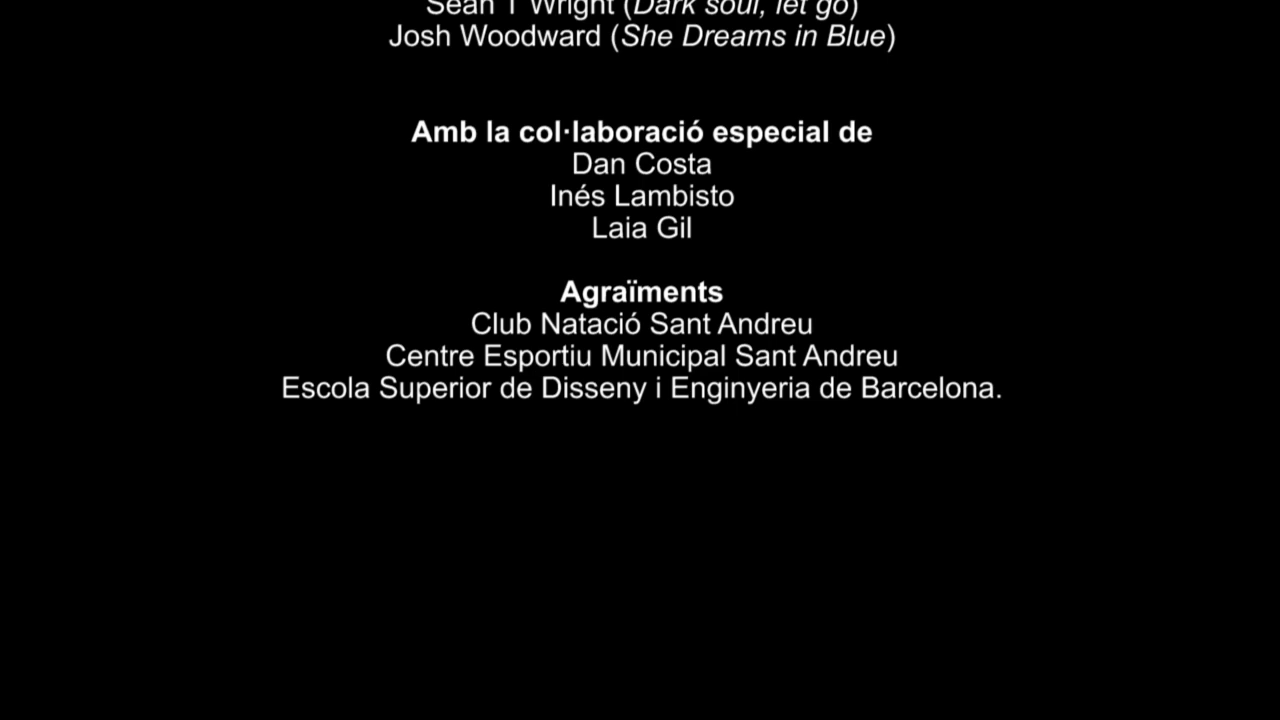 Sean T Wright (Dark soul, let go)
Josh Woodward (She Dreams in Blue)
Amb la col·laboració especial de
Dan Costa
Inés Lambisto
Laia Gil
Agraïments
Club Natació Sant Andreu
Centre Esportiu Municipal Sant Andreu
Escola Superior de Disseny i Enginyeria de Barcelona.